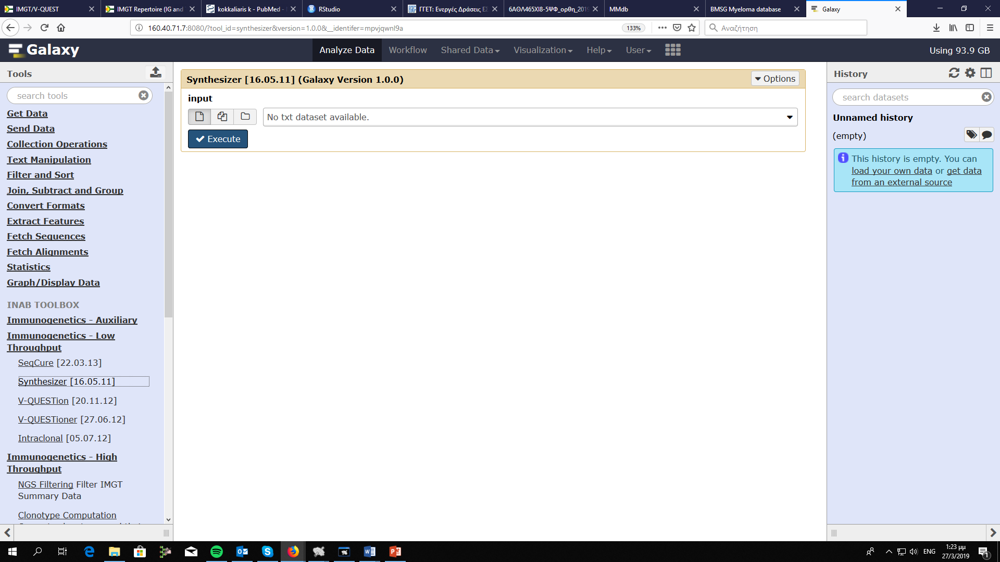 IMGT/V-QUEST
IMGT Repertoire (IG and
kokkaliaris k - PubMed -
RStudio
ΓΓΕΤ: Ενεργές Δράσεις ΕΣ
6ΑΘΛ465ΧΙ8-5ΨΦ_ορθη_2019
MMdb
BMSG Myeloma database
Galaxy
160.40.71.7:8080/?tool_id=synthesizer&version=1.0.0&__identifer=mpvjqwnl9a
133%
Αναζήτηση
Galaxy
Analyze Data
Workflow
Shared Data
Visualization
Help
User
Using 93.9 GB
Tools
search tools
Get Data
Send Data
Collection Operations
Text Manipulation
Filter and Sort
Join, Subtract and Group
Convert Formats
Extract Features
Fetch Sequences
Fetch Alignments
Statistics
Graph/Display Data
INAB TOOLBOX
Immunogenetics - Auxiliary
Immunogenetics - Low
Throughput
SeqCure [22.03.13]
Synthesizer [16.05.11]
V-QUESTion [20.11.12]
V-QUESTioner [27.06.12]
Intraclonal [05.07.12]
Immunogenetics - High
Throughput
NGS Filtering Filter IMGT
Summary Data
Clonotype Computation
Synthesizer [16.05.11] (Galaxy Version 1.0.0)
Options
input
No txt dataset available.
Execute
History
search datasets
Unnamed history
(empty)
This history is empty. You can
load your own data or get data
from an external source
ENG
1:23 μμ
27/3/2019
1